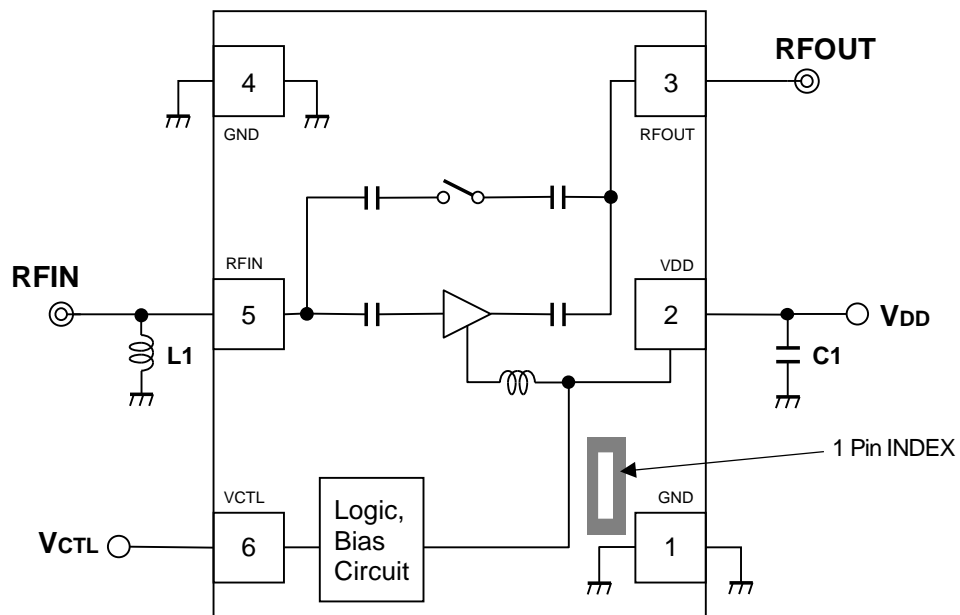 RFOUT
4
3
GND
RFOUT
RFIN
RFIN
VDD
5
2
VDD
L1
C1
1 Pin INDEX
VCTL
Logic,
Bias
Circuit
GND
VCTL
6
1